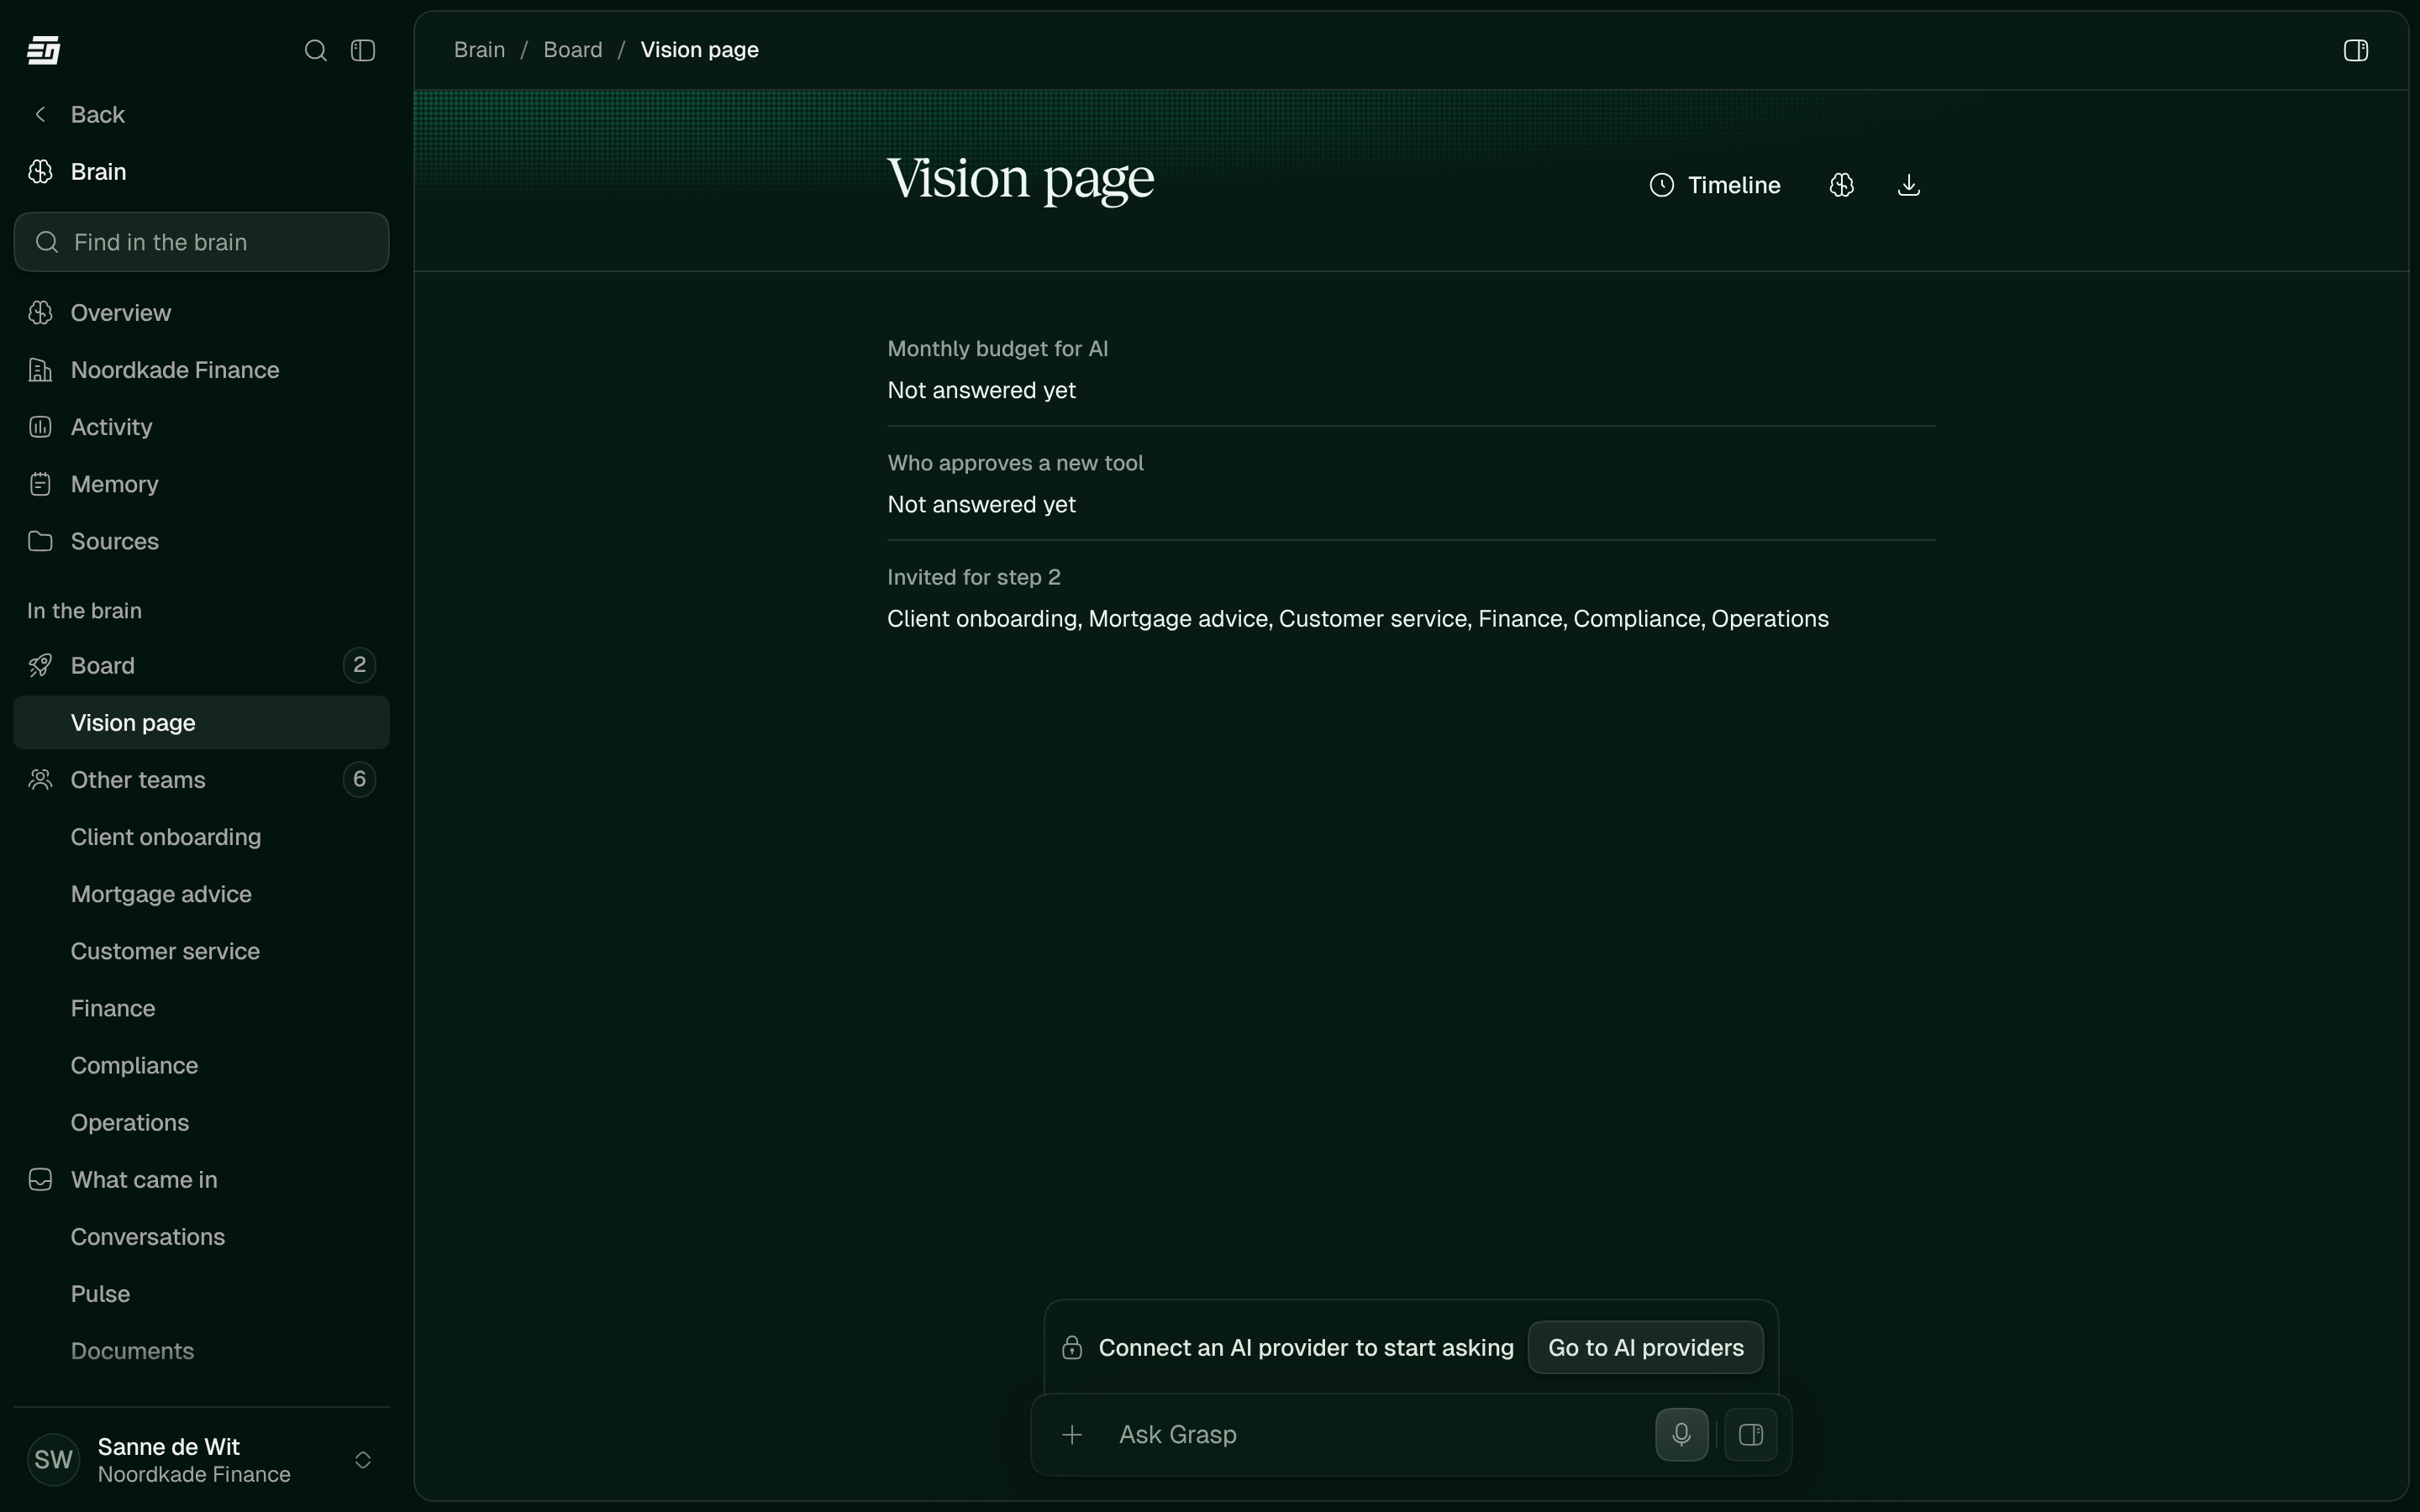 Back
Brain
Find in the brain
Overview
Noordkade Finance
Activity
Memory
Sources
In the brain
Board 2
Vision page
Other teams 6
Client onboarding
Mortgage advice
Customer service
Finance
Compliance
Operations
What came in
Conversations
Pulse
Documents
SW
Sanne de Wit
Noordkade Finance
Brain / Board / Vision page
Vision page
Timeline
Monthly budget for AI
Not answered yet
Who approves a new tool
Not answered yet
Invited for step 2
Client onboarding, Mortgage advice, Customer service, Finance, Compliance, Operations
Connect an AI provider to start asking Go to AI providers
Ask Grasp